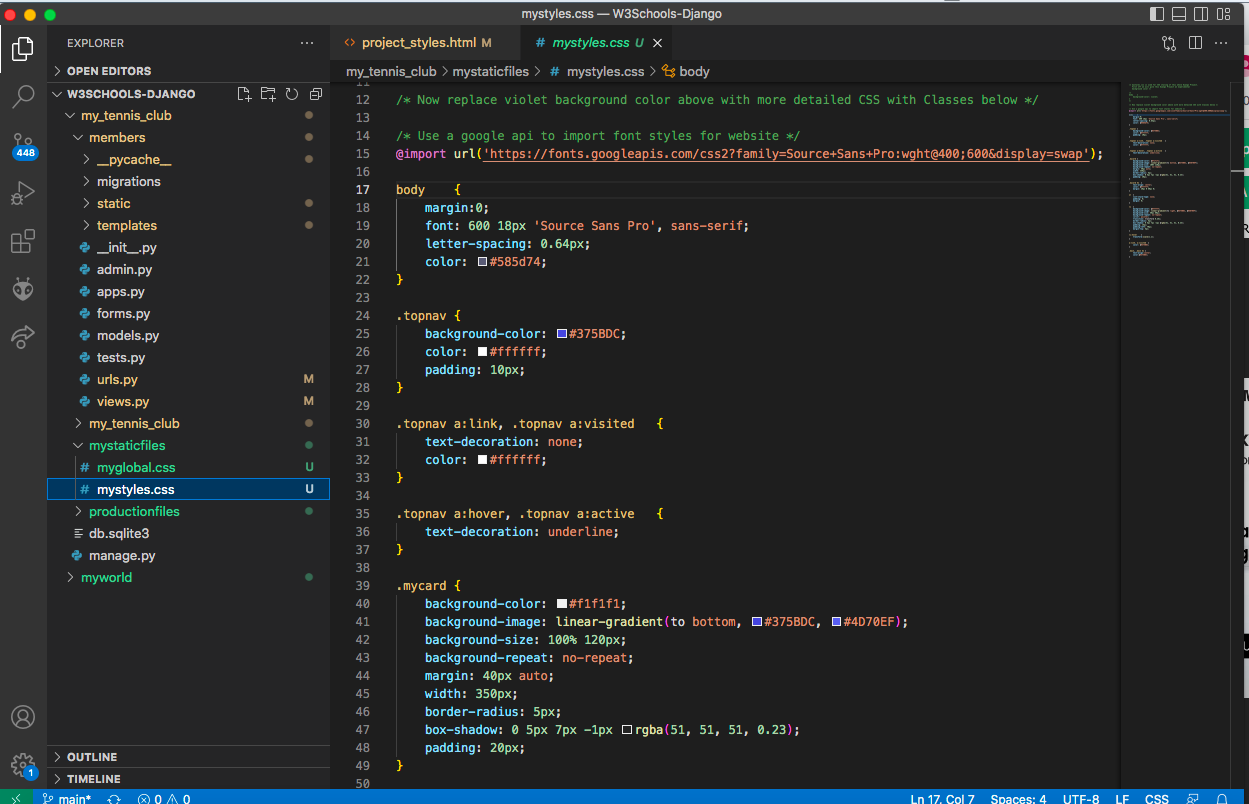 mystyles.css — W3Schools-Django
EXPLORER
OPEN EDITORS
W3SCHOOLS-DJANGO
my_tennis_club
members
__pycache__
migrations
static
templates
__init__.py
admin.py
apps.py
forms.py
models.py
tests.py
urls.py M
views.py M
my_tennis_club
mystaticfiles
myglobal.css U
mystyles.css U
productionfiles
db.sqlite3
manage.py
myworld
OUTLINE
TIMELINE
448
1
project_styles.html M
# mystyles.css U
my_tennis_club > mystaticfiles > # mystyles.css > body
11
12 /* Now replace violet background color above with more detailed CSS with Classes below */
13
14 /* Use a google api to import font styles for website */
15 @import url('https://fonts.googleapis.com/css2?family=Source+Sans+Pro:wght@400;600&display=swap');
16
17 body    {
18     margin:0;
19     font: 600 18px 'Source Sans Pro', sans-serif;
20     letter-spacing: 0.64px;
21     color: #585d74;
22 }
23
24 .topnav {
25     background-color: #375BDC;
26     color: #ffffff;
27     padding: 10px;
28 }
29
30 .topnav a:link, .topnav a:visited   {
31     text-decoration: none;
32     color: #ffffff;
33 }
34
35 .topnav a:hover, .topnav a:active   {
36     text-decoration: underline;
37 }
38
39 .mycard {
40     background-color: #f1f1f1;
41     background-image: linear-gradient(to bottom, #375BDC, #4D70EF);
42     background-size: 100% 120px;
43     background-repeat: no-repeat;
44     margin: 40px auto;
45     width: 350px;
46     border-radius: 5px;
47     box-shadow: 0 5px 7px -1px rgba(51, 51, 51, 0.23);
48     padding: 20px;
49 }
50
main* 0 0 Ln 17, Col 7 Spaces: 4 UTF-8 LF CSS